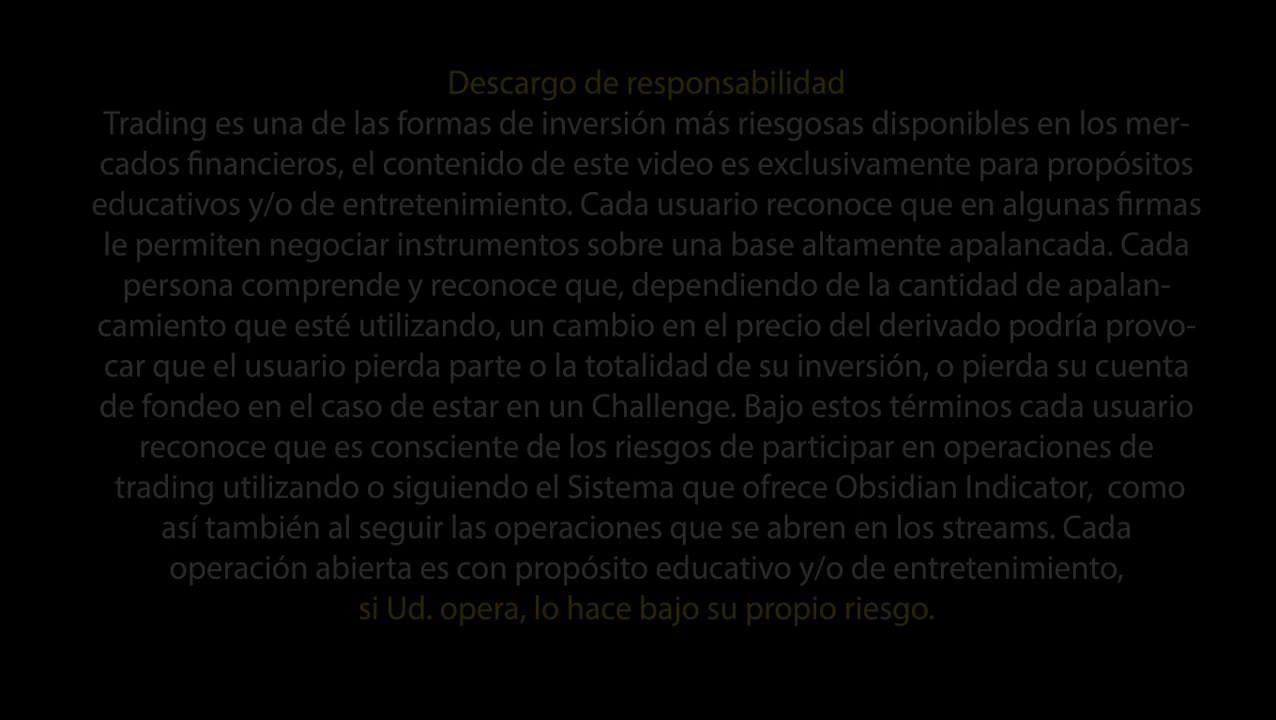 Descargo de responsabilidad
Trading es una de las formas de inversión más riesgosas disponibles en los mer-
cados financieros, el contenido de este video es exclusivamente para propósitos
educativos y/o de entretenimiento. Cada usuario reconoce que en algunas firmas
le permiten negociar instrumentos sobre una base altamente apalancada. Cada
persona comprende y reconoce que, dependiendo de la cantidad de apalan-
camiento que esté utilizando, un cambio en el precio del derivado podría provo-
car que el usuario pierda parte o la totalidad de su inversión, o pierda su cuenta
de fondeo en el caso de estar en un Challenge. Bajo estos términos cada usuario
reconoce que es consciente de los riesgos de participar en operaciones de
trading utilizando o siguiendo el Sistema que ofrece Obsidian Indicator, como
así también al seguir las operaciones que se abren en los streams. Cada
operación abierta es con propósito educativo y/o de entretenimiento,
si Ud. opera, lo hace bajo su propio riesgo.